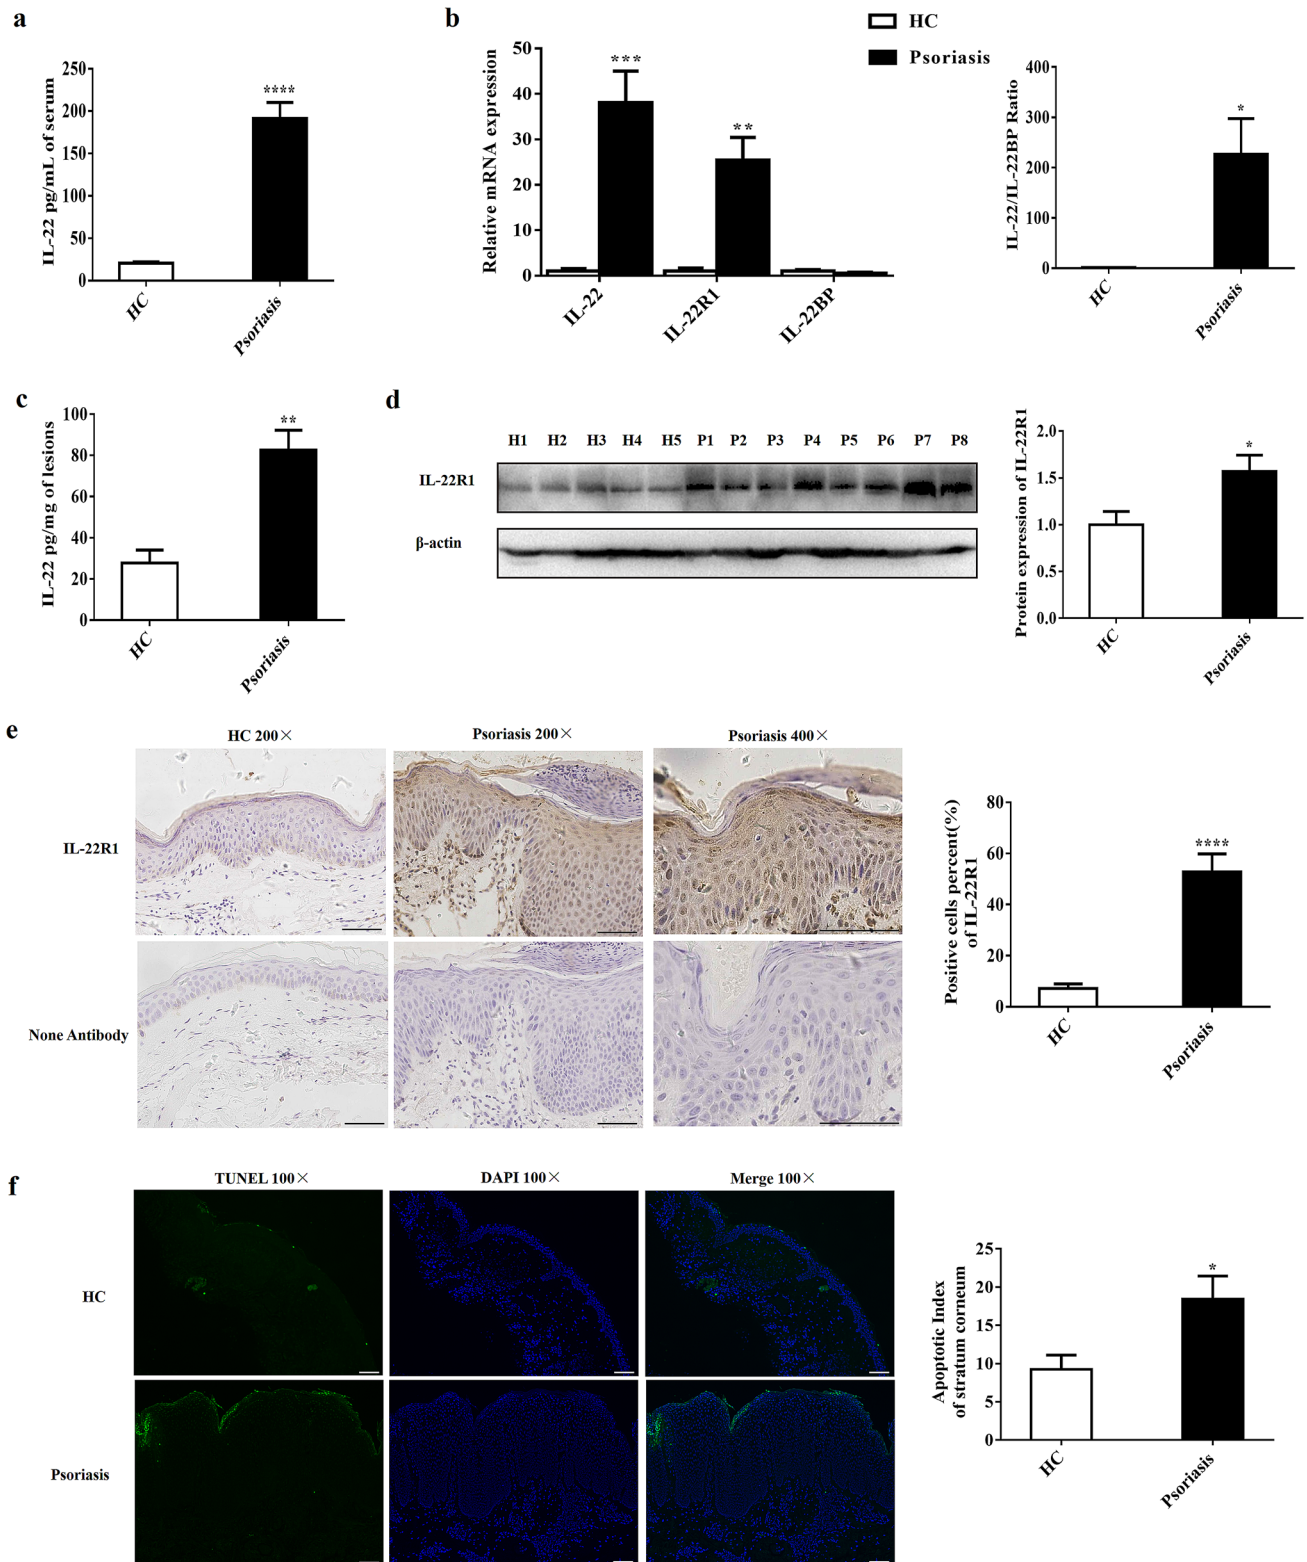 a
IL-22 pg/mL of serum
250
200
150
100
50
0
****
HC
Psoriasis
b
Relative mRNA expression
50
40
30
20
10
0
***
**
IL-22
IL-22R1
IL-22BP
HC
Psoriasis
IL-22/IL-22BP Ratio
400
300
200
100
0
*
HC
Psoriasis
c
IL-22 pg/mg of lesions
100
80
60
40
20
0
**
HC
Psoriasis
d
H1 H2 H3 H4 H5 P1 P2 P3 P4 P5 P6 P7 P8
IL-22R1
β-actin
Protein expression of IL-22R1
2.0
1.5
1.0
0.5
0.0
*
HC
Psoriasis
e
HC 200×
Psoriasis 200×
Psoriasis 400×
IL-22R1
None Antibody
Positive cells percent(%)
of IL-22R1
80
60
40
20
0
****
HC
Psoriasis
f
TUNEL 100×
DAPI 100×
Merge 100×
HC
Psoriasis
Apoptotic Index
of stratum corneum
25
20
15
10
5
0
*
HC
Psoriasis